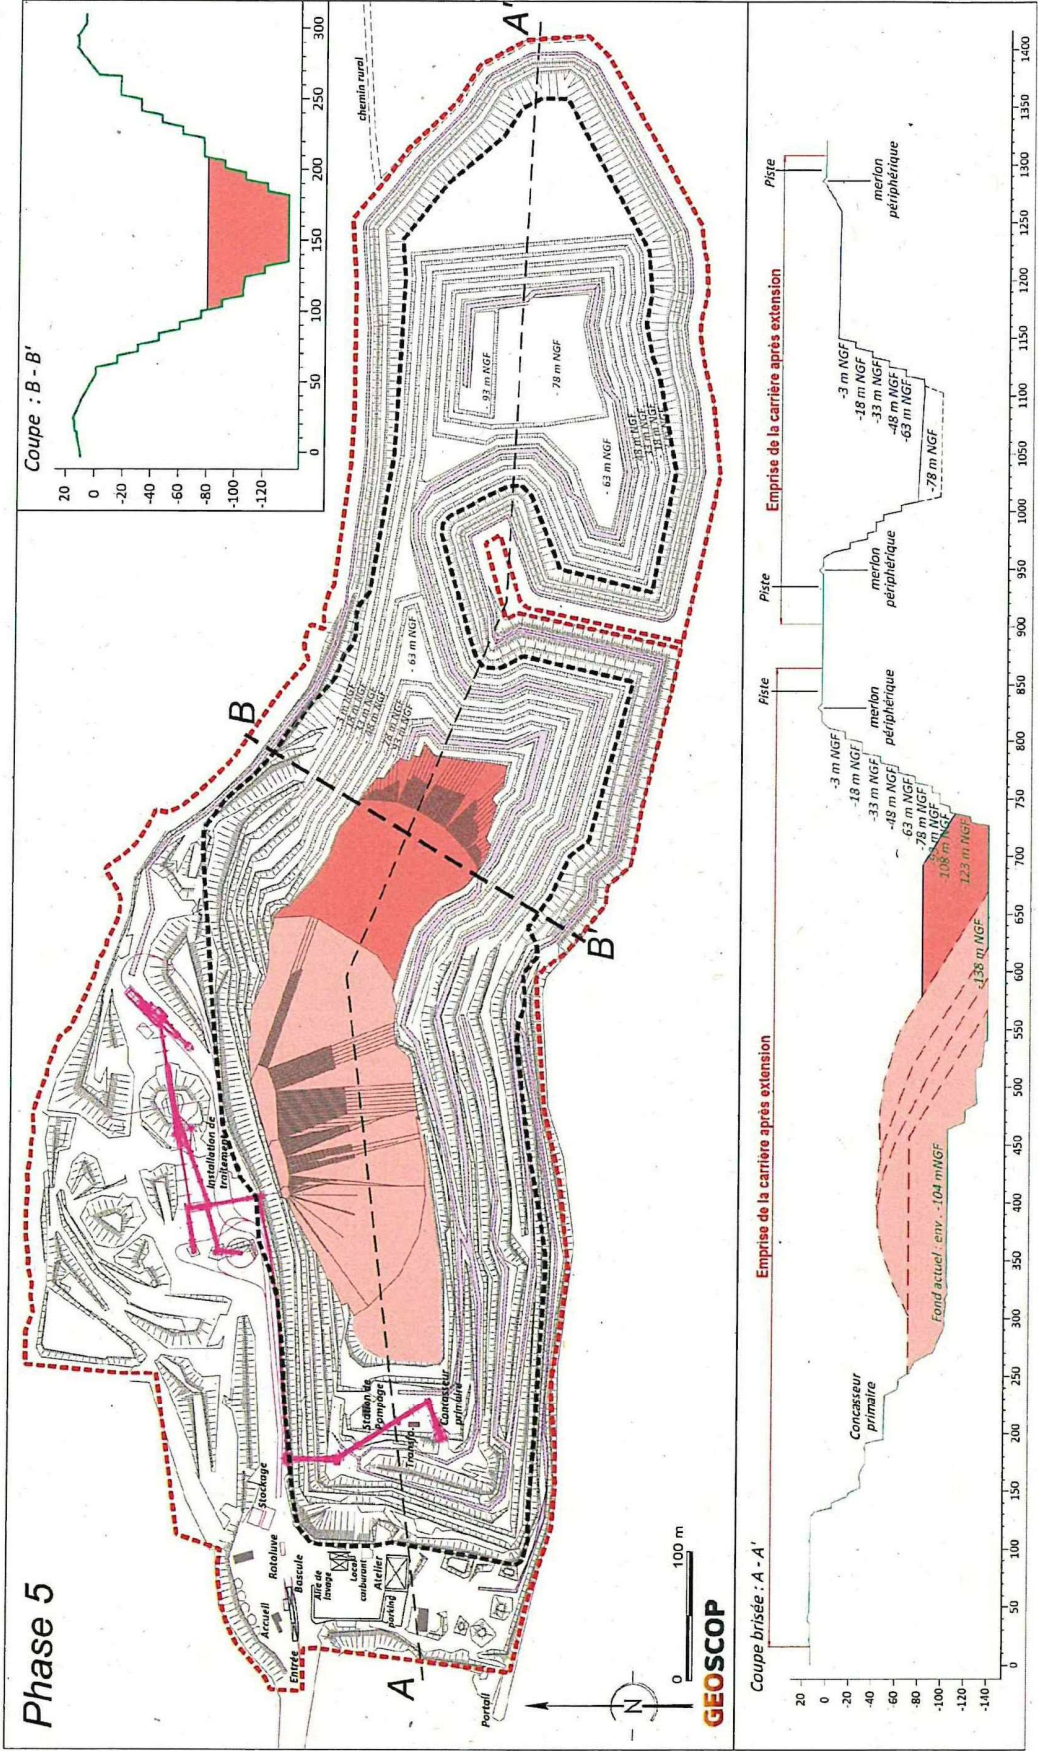 Phase 5
Coupe : B - B'
20
0
-20
-40
-60
-80
-100
-120
0
50
100
150
200
250
300
chemin rural
A'
B
B'
A
- 63 m NGF
- 63 m NGF
- 78 m NGF
93 m NGF
Installation de
traitement
Stockage
Rotoluve
Bascule
Accueil
Entrée
Aire de
lavage
Local
carburant
Atelier
parking
Portail
Station de
Pompage
Transfo
Concasseur
primaire
N
0
100 m
GEOSCOP
Coupe brisée : A - A'
Emprise de la carrière après extension
Emprise de la carrière après extension
Piste
Piste
Piste
merlon
périphérique
merlon
périphérique
merlon
périphérique
Concasseur
primaire
Fond actuel : env. -104 mNGF
-138 m NGF
-3 m NGF
-18 m NGF
-33 m NGF
-48 m NGF
-63 m NGF
-78 m NGF
-108 m NGF
123 m NGF
-3 m NGF
-18 m NGF
-33 m NGF
-48 m NGF
-63 m NGF
-78 m NGF
20
0
-20
-40
-60
-80
-100
-120
-140
0
50
100
150
200
250
300
350
400
450
500
550
600
650
700
750
800
850
900
950
1000
1050
1100
1150
1200
1250
1300
1350
1400